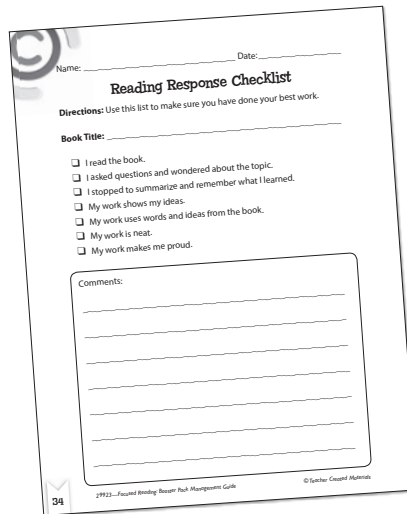 ©
Name: Date:
Reading Response Checklist
Directions: Use this list to make sure you have done your best work.
Book Title:
❏ I read the book.
❏ I asked questions and wondered about the topic.
❏ I stopped to summarize and remember what I learned.
❏ My work shows my ideas.
❏ My work uses words and ideas from the book.
❏ My work is neat.
❏ My work makes me proud.
Comments:
34 29923—Focused Reading Booster Pack Management Guide ©Teacher Created Materials